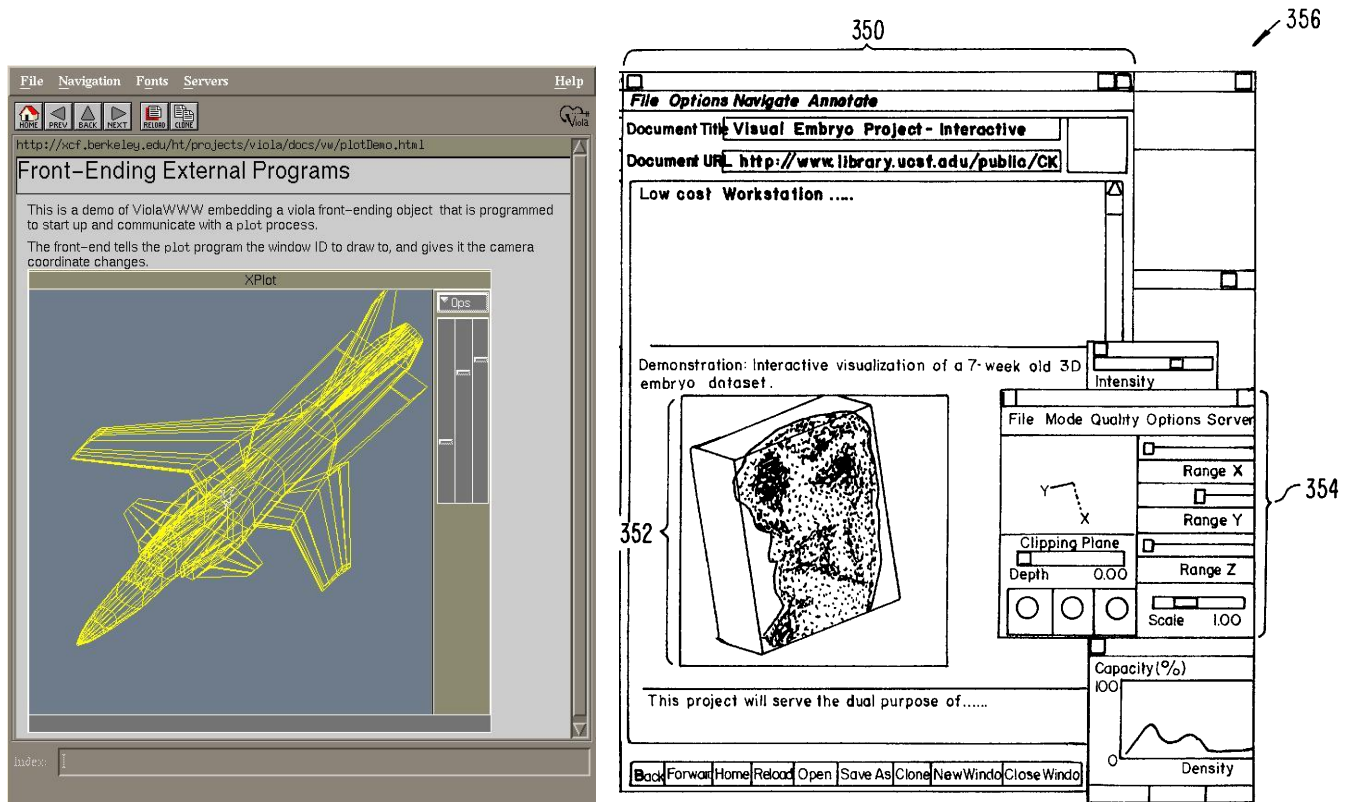 File Navigation Fonts Servers Help
HOME PREV BACK NEXT RELOAD CLONE Viola
http://xcf.berkeley.edu/ht/projects/viola/docs/vw/plotDemo.html
Front-Ending External Programs
This is a demo of ViolaWWW embedding a viola front-ending object that is programmed
to start up and communicate with a plot process.
The front-end tells the plot program the window ID to draw to, and gives it the camera
coordinate changes.
XPlot
Ops
Index:
350
356
File Options Navigate Annotate
Document Title Visual Embryo Project - Interactive
Document URL http://www.library.ucsf.edu/public/CK
Low cost Workstation .....
Demonstration: Interactive visualization of a 7-week old 3D
embryo dataset.
352
Intensity
File Mode Quality Options Server
Y
X
Range X
Range Y
Range Z
Clipping Plane
Depth 0.00
Scale 1.00
354
Capacity (%)
100
0
Density
This project will serve the dual purpose of......
Back Forward Home Reload Open Save As Clone New Windo Close Windo